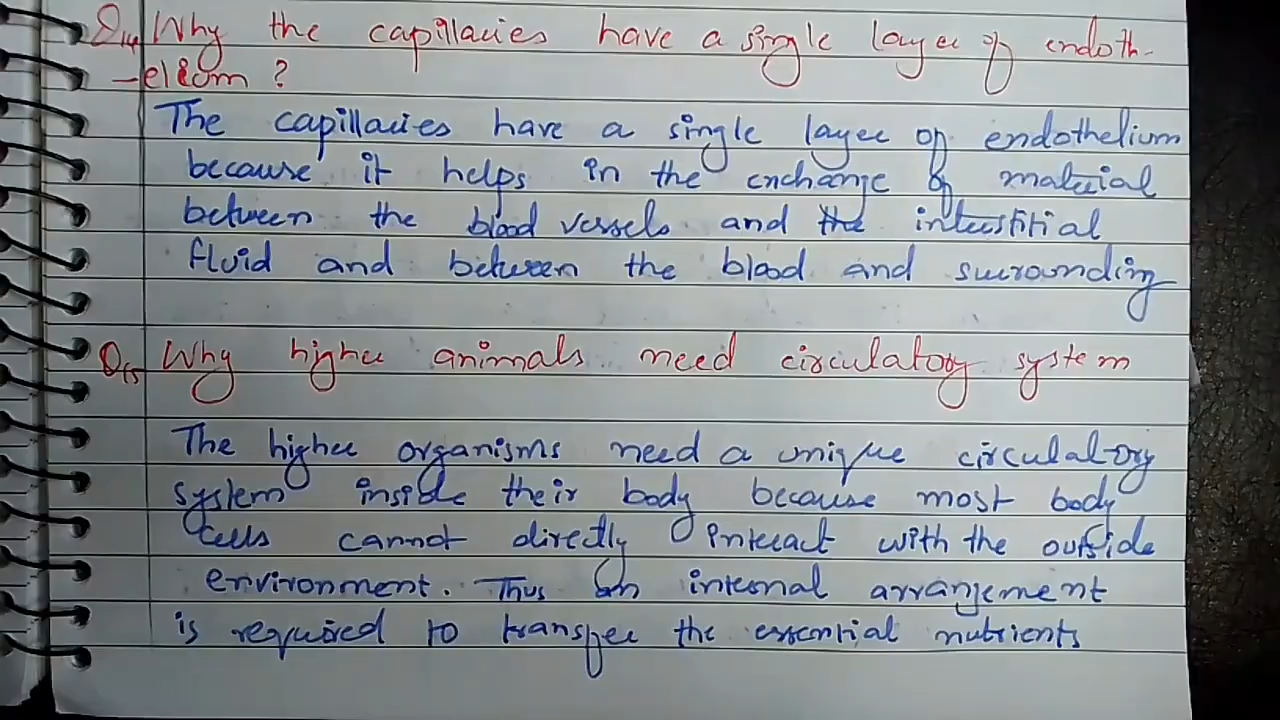 Q14 Why the capillaries have a single layer of endoth-
-elium ?
The capillaries have a single layer of endothelium
because it helps in the exchange of material
between the blood vessels and the interstitial
fluid and between the blood and surrounding
Q15 Why higher animals need circulatory system
The higher organisms need a unique circulatory
system inside their body because most body
cells cannot directly interact with the outside
environment. Thus an internal arrangement
is required to transfer the essential nutrients